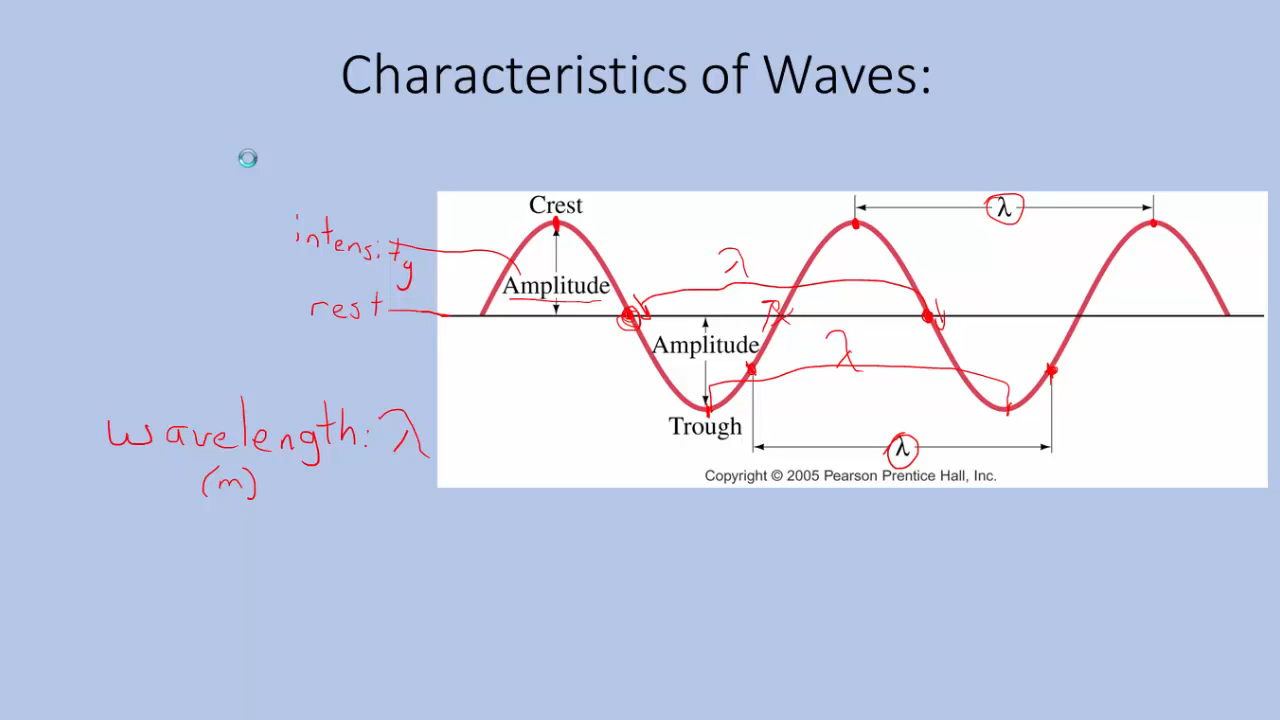 Characteristics of Waves:
Crest
λ
intensity
λ
Amplitude
rest
Amplitude
λ
Trough
wavelength: λ
λ
(m)
Copyright © 2005 Pearson Prentice Hall, Inc.